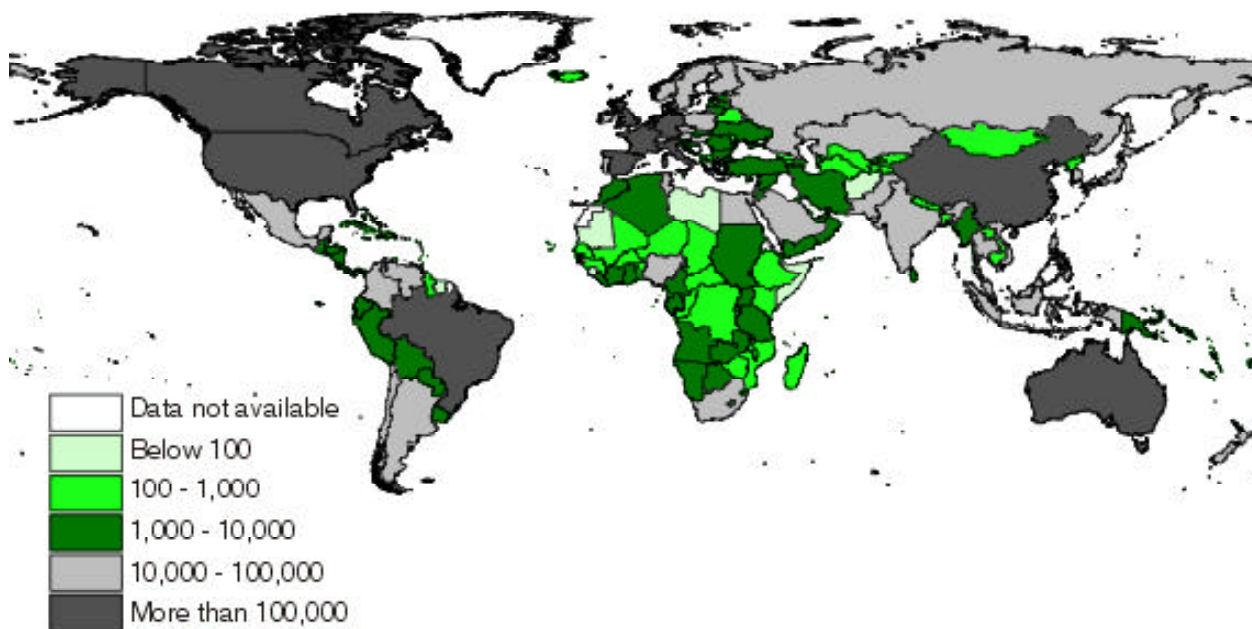 Data not available
Below 100
100 - 1,000
1,000 - 10,000
10,000 - 100,000
More than 100,000